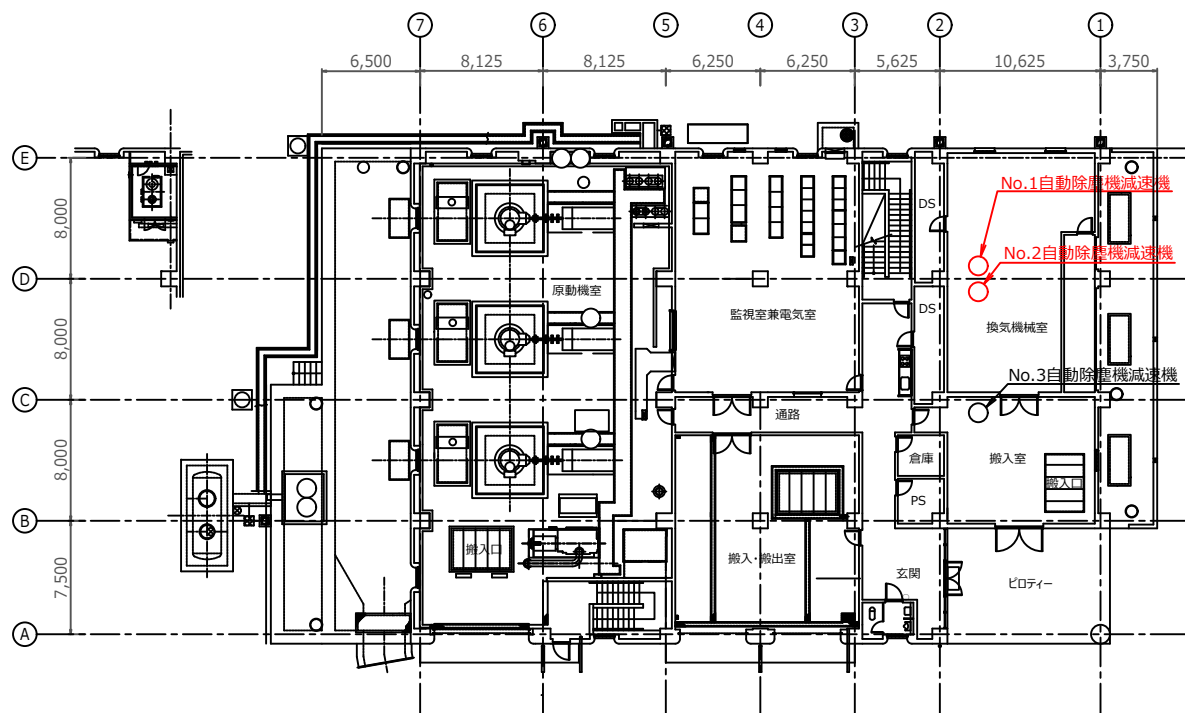 7
6
5
4
3
2
1
6,500
8,125
8,125
6,250
6,250
5,625
10,625
3,750
E
8,000
D
8,000
C
8,000
B
7,500
A
No.1自動除塵機減速機
No.2自動除塵機減速機
No.3自動除塵機減速機
DS
DS
原動機室
監視室兼電気室
換気機械室
通路
倉庫
搬入室
搬入口
PS
搬入口
搬入・搬出室
玄関
ピロティー